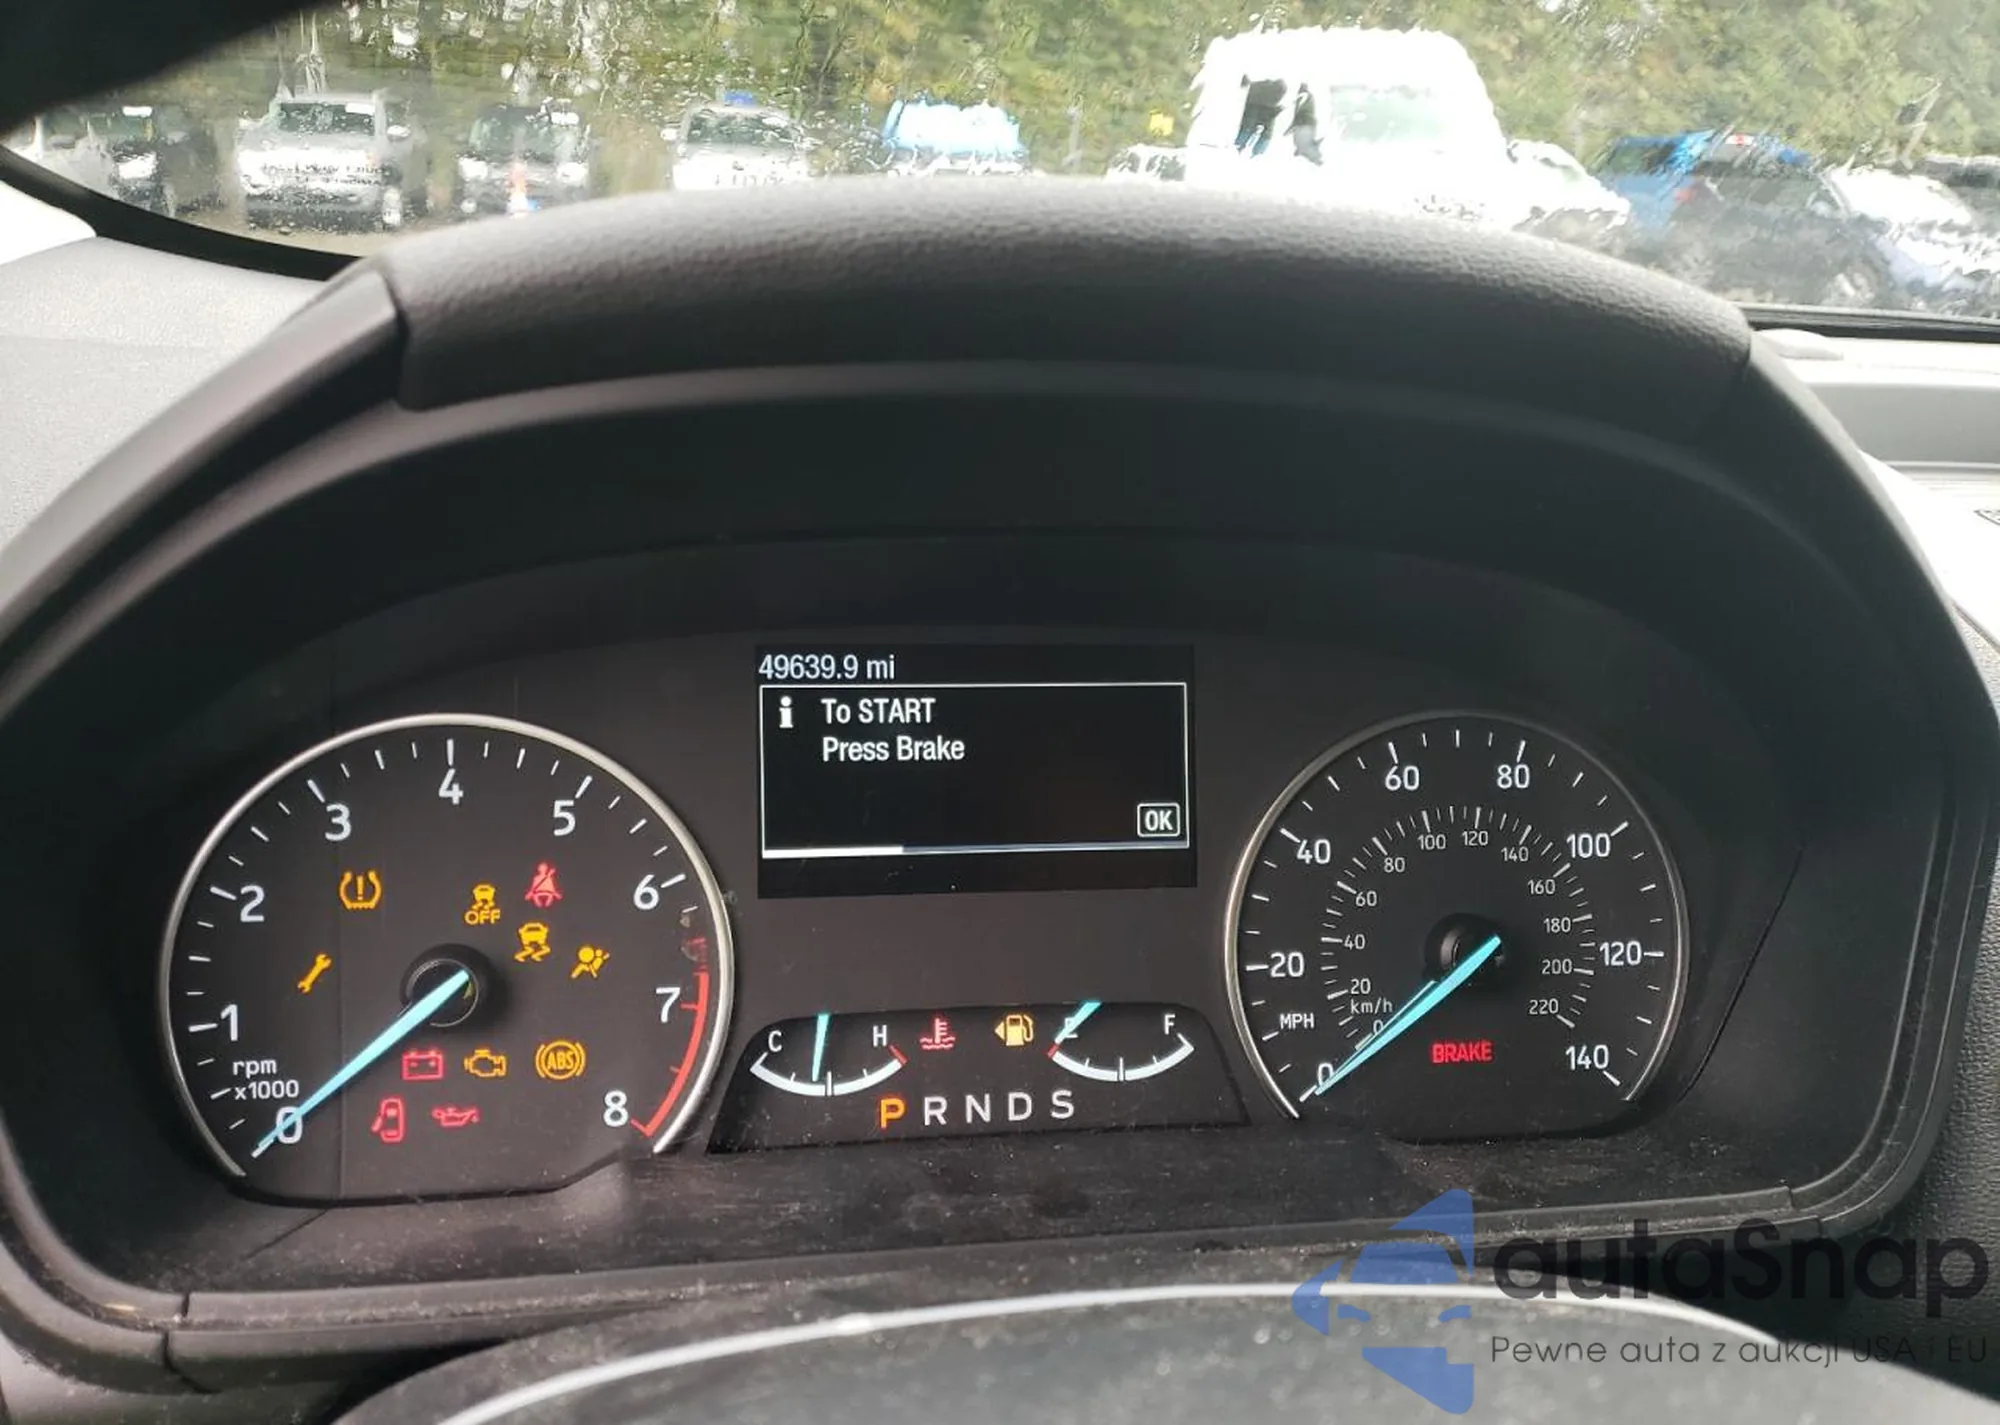 49639.9 mi
i To START
Press Brake
OK
0 1 2 3 4 5 6 7 8
rpm
x1000
OFF
ABS
C H
E F
P R N D S
0 20 40 60 80 100 120 140
MPH
0 20 40 60 80 100 120 140 160 180 200 220
km/h
BRAKE
autaSnap
Pewne auta z aukcji USA i EU